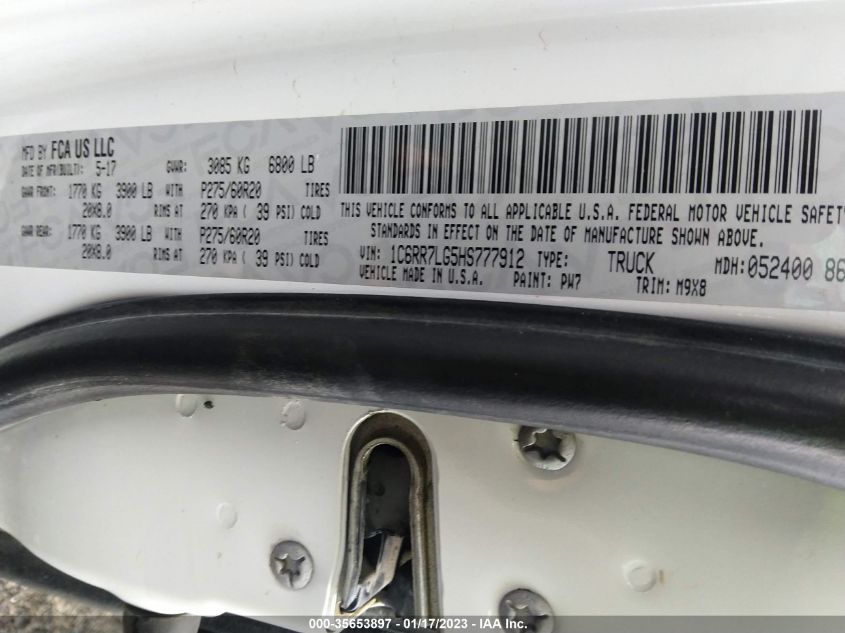 MFD BY FCA US LLC
DATE OF MFR(BUILT): 5-17 GVWR: 3085 KG 6800 LB
GAWR FRONT: 1770 KG 3900 LB WITH P275/60R20 TIRES
20X8.0 RIMS AT 270 KPA ( 39 PSI) COLD
GAWR REAR: 1770 KG 3900 LB WITH P275/60R20 TIRES
20X8.0 RIMS AT 270 KPA ( 39 PSI) COLD
THIS VEHICLE CONFORMS TO ALL APPLICABLE U.S.A. FEDERAL MOTOR VEHICLE SAFETY
STANDARDS IN EFFECT ON THE DATE OF MANUFACTURE SHOWN ABOVE.
VIN: 1C6RR7LG5HS777912 TYPE: TRUCK MDH:052400 86
VEHICLE MADE IN U.S.A. PAINT: PW7 TRIM: M9X8
000-35653897 - 01/17/2023 - IAA Inc.